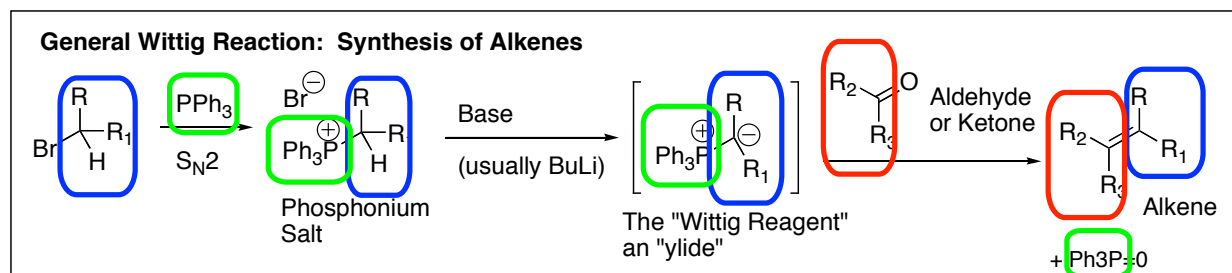 General Wittig Reaction: Synthesis of Alkenes
Br R R1 H
PPh3
SN2
Br⊖ Ph3P⊕ R R1 H
Phosphonium
Salt
Base
(usually BuLi)
Ph3P⊕ R ⊖ R1
The "Wittig Reagent"
an "ylide"
R2 O R3
Aldehyde
or Ketone
R2 R R1 R3
Alkene
+ Ph3P=0